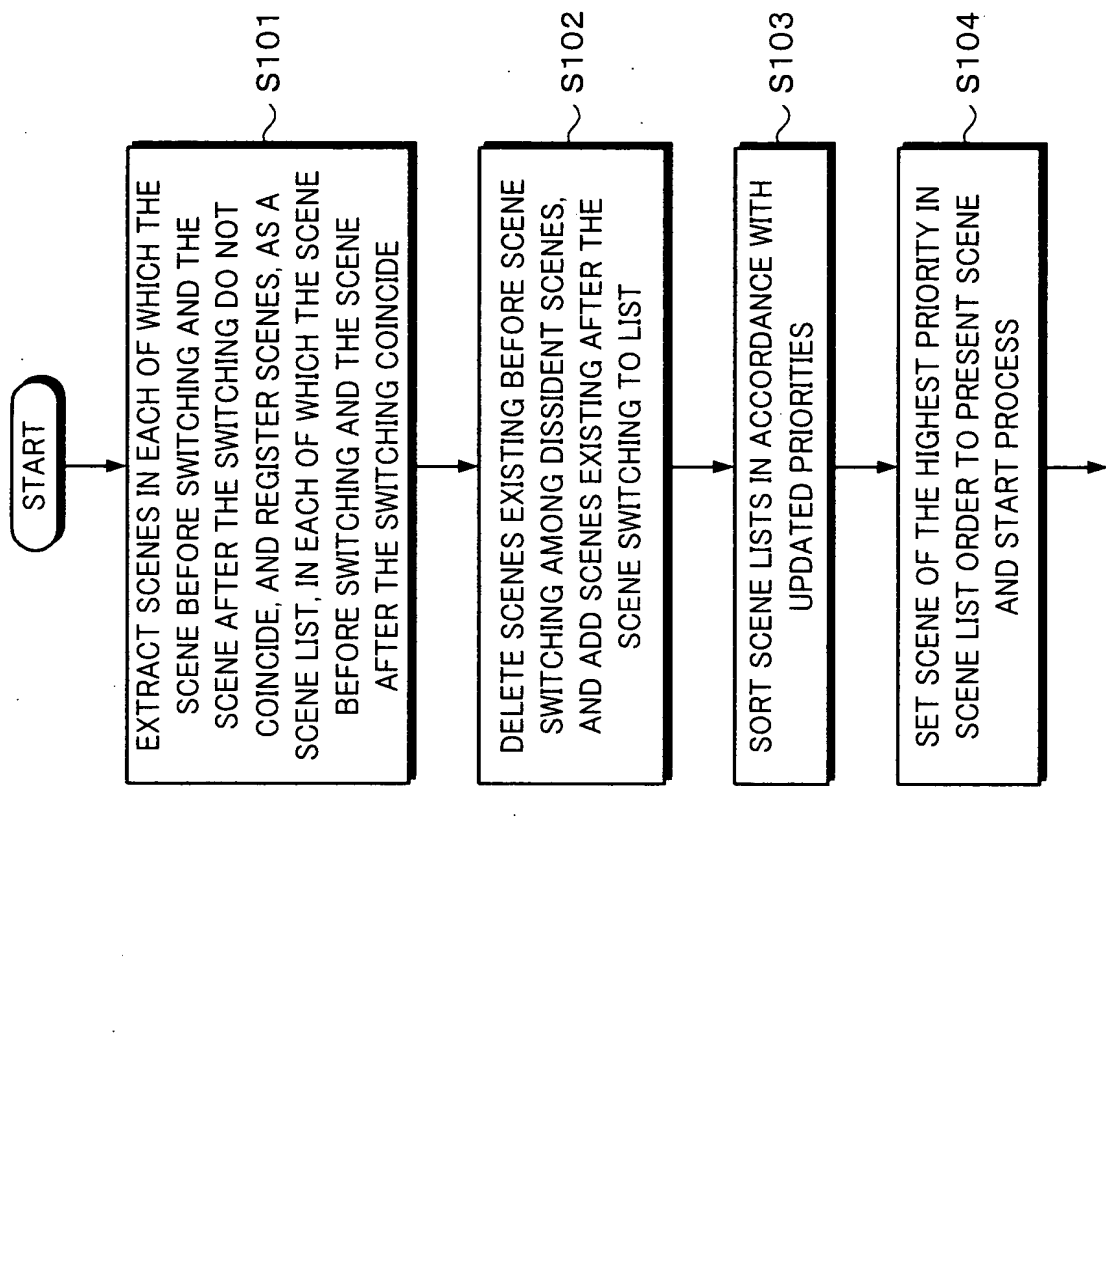 START
EXTRACT SCENES IN EACH OF WHICH THE
SCENE BEFORE SWITCHING AND THE
SCENE AFTER THE SWITCHING DO NOT
COINCIDE, AND REGISTER SCENES, AS A
SCENE LIST, IN EACH OF WHICH THE SCENE
BEFORE SWITCHING AND THE SCENE
AFTER THE SWITCHING COINCIDE
S101
DELETE SCENES EXISTING BEFORE SCENE
SWITCHING AMONG DISSIDENT SCENES,
AND ADD SCENES EXISTING AFTER THE
SCENE SWITCHING TO LIST
S102
SORT SCENE LISTS IN ACCORDANCE WITH
UPDATED PRIORITIES
S103
SET SCENE OF THE HIGHEST PRIORITY IN
SCENE LIST ORDER TO PRESENT SCENE
AND START PROCESS
S104